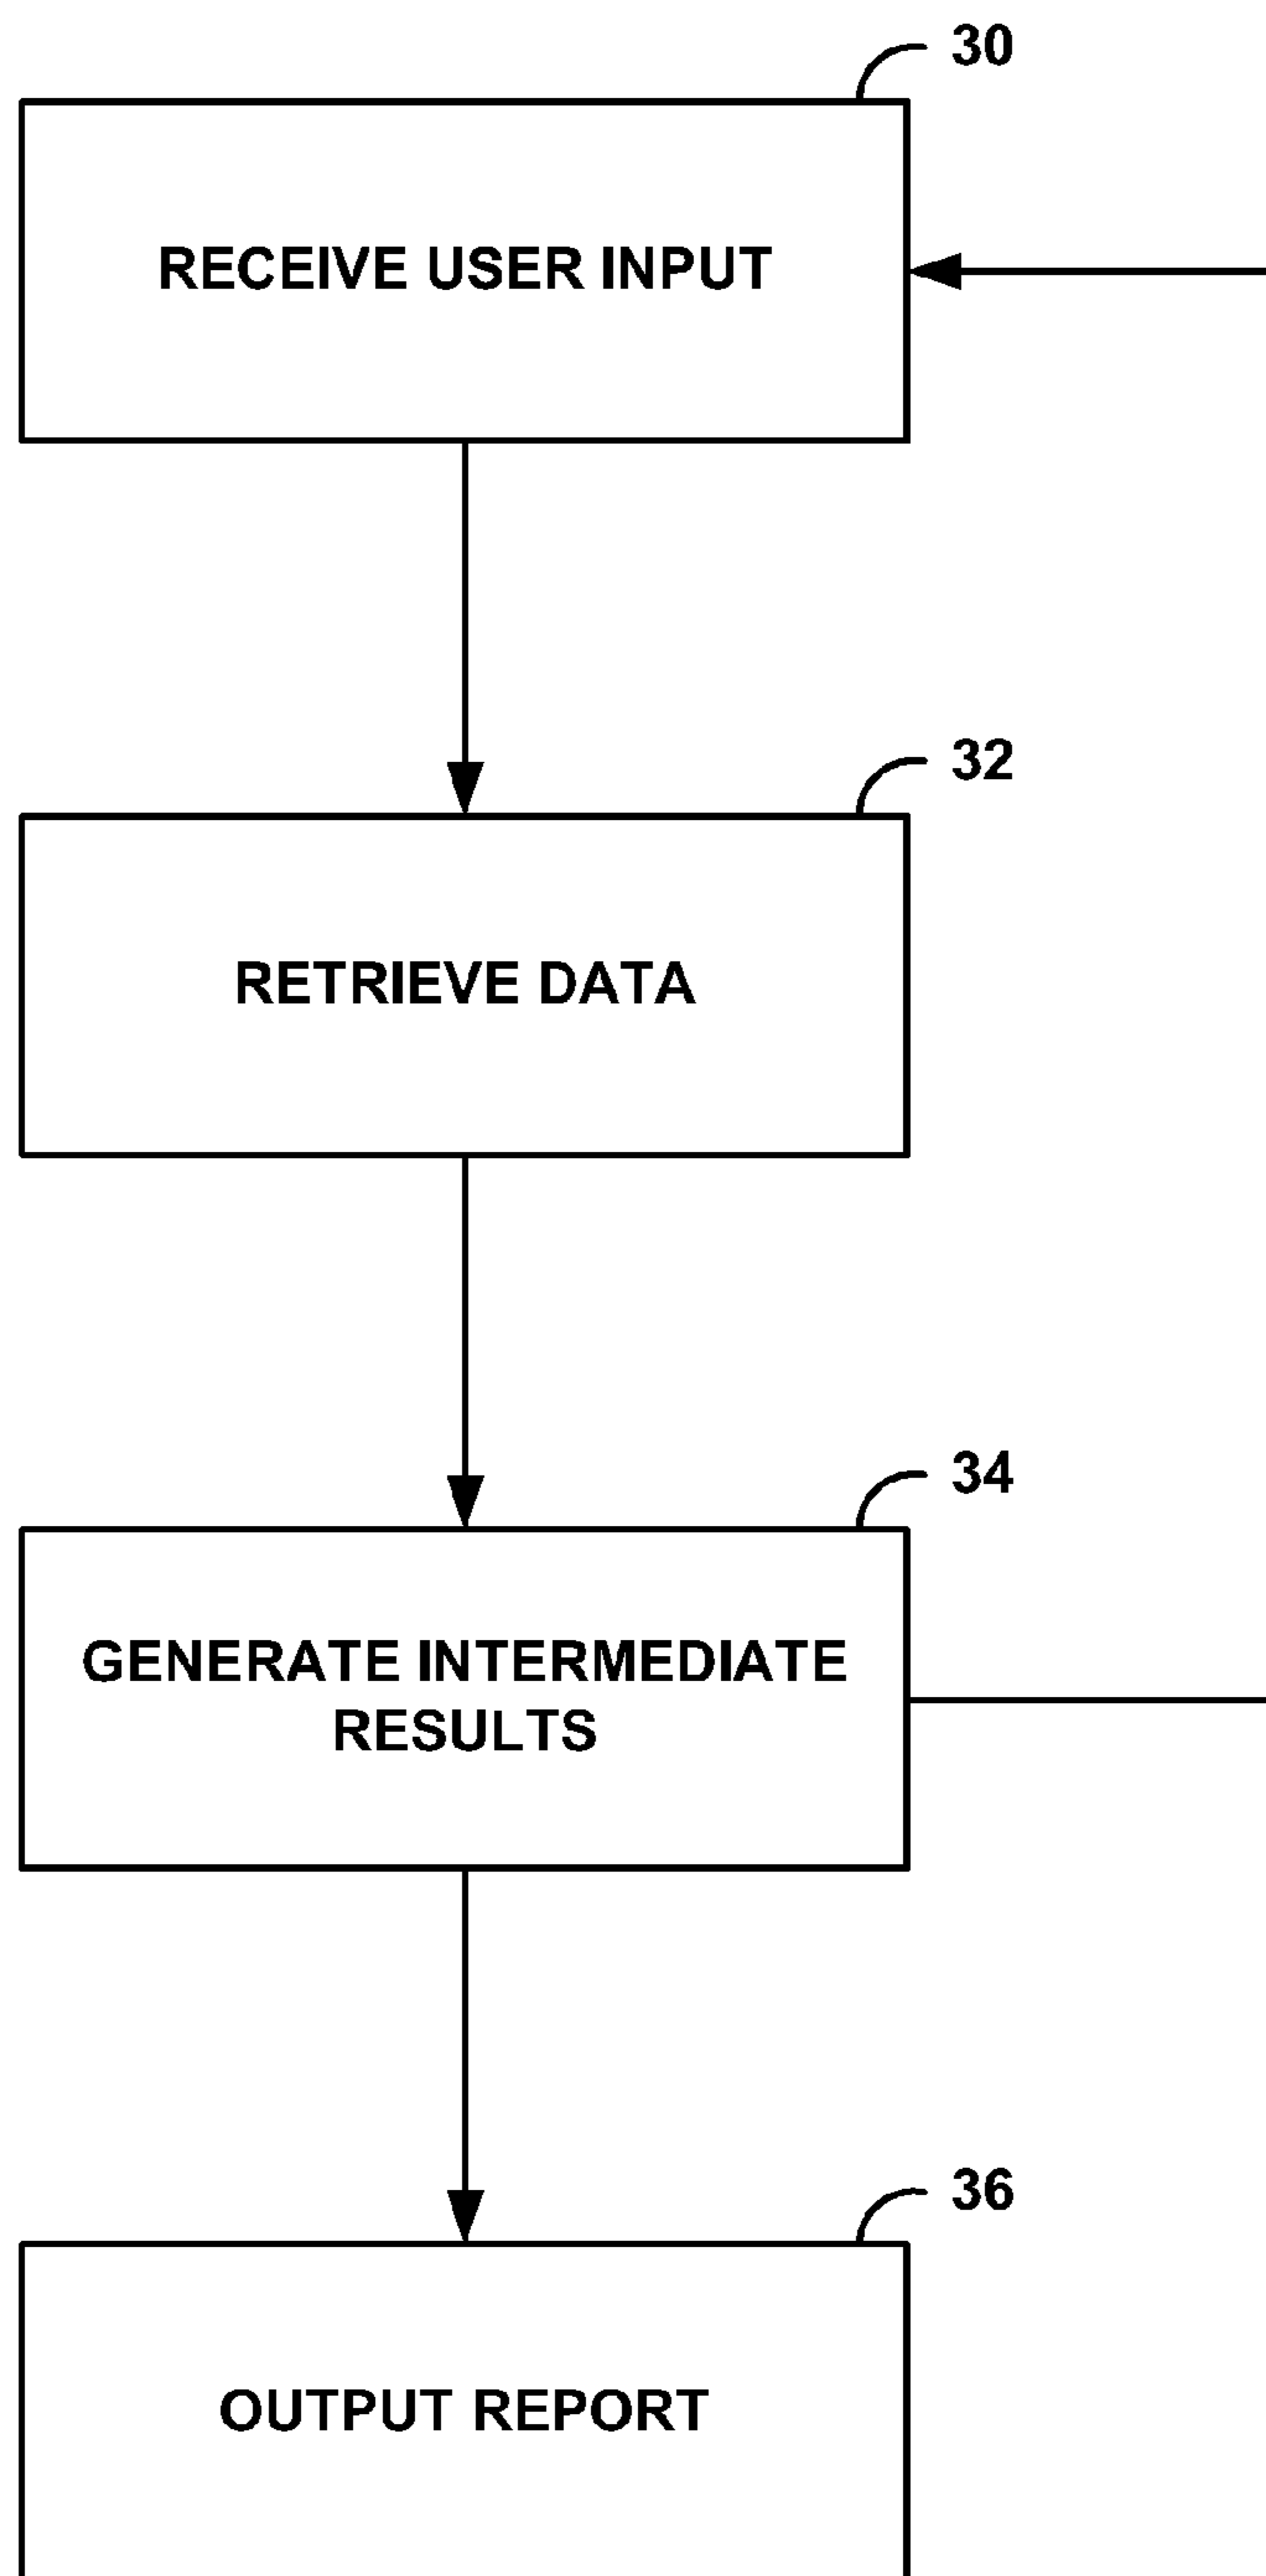 30
RECEIVE USER INPUT
32
RETRIEVE DATA
34
GENERATE INTERMEDIATE
RESULTS
36
OUTPUT REPORT